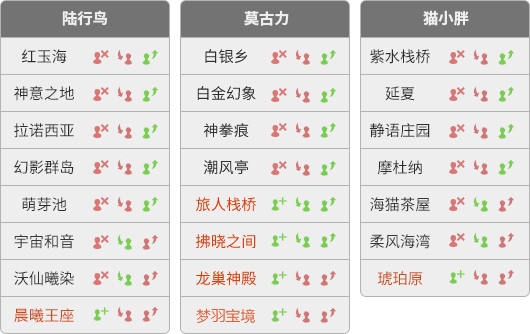 陆行鸟
红玉海
神意之地
拉诺西亚
幻影群岛
萌芽池
宇宙和音
沃仙曦染
晨曦王座
莫古力
白银乡
白金幻象
神拳痕
潮风亭
旅人栈桥
拂晓之间
龙巢神殿
梦羽宝境
猫小胖
紫水栈桥
延夏
静语庄园
摩杜纳
海猫茶屋
柔风海湾
琥珀原